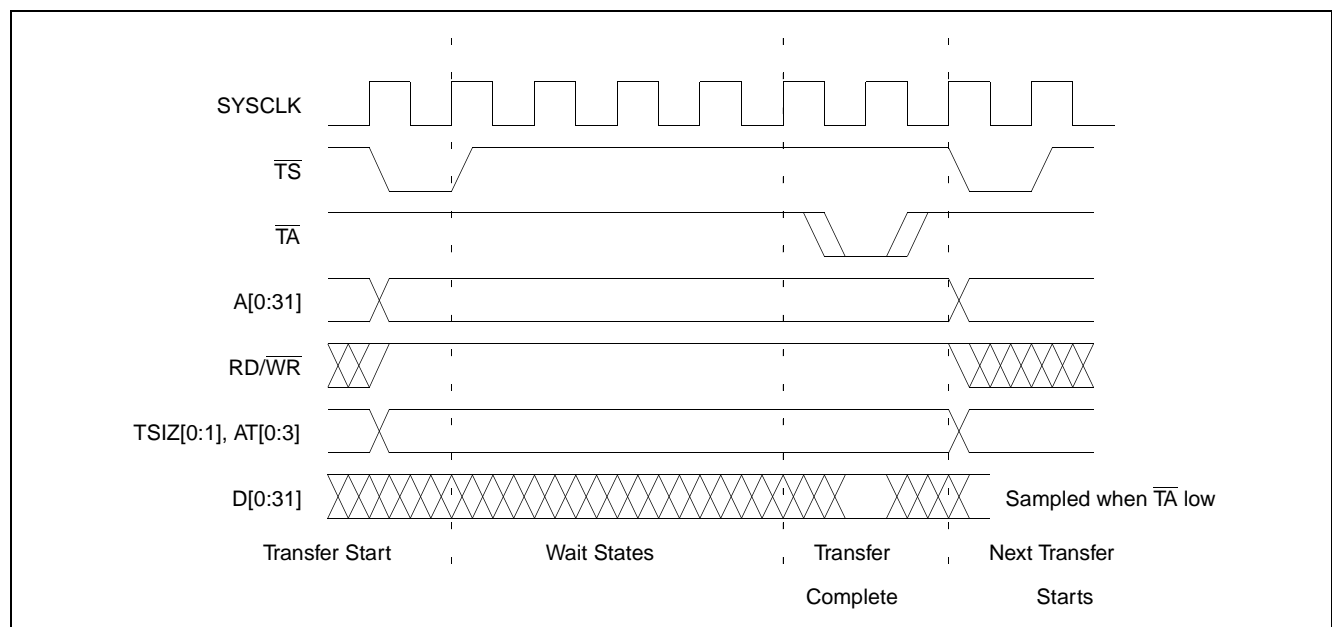 SYSCLK
TS
TA
A[0:31]
RD/WR
TSIZ[0:1], AT[0:3]
D[0:31]
Sampled when TA low
Transfer Start
Wait States
Transfer
Complete
Next Transfer
Starts